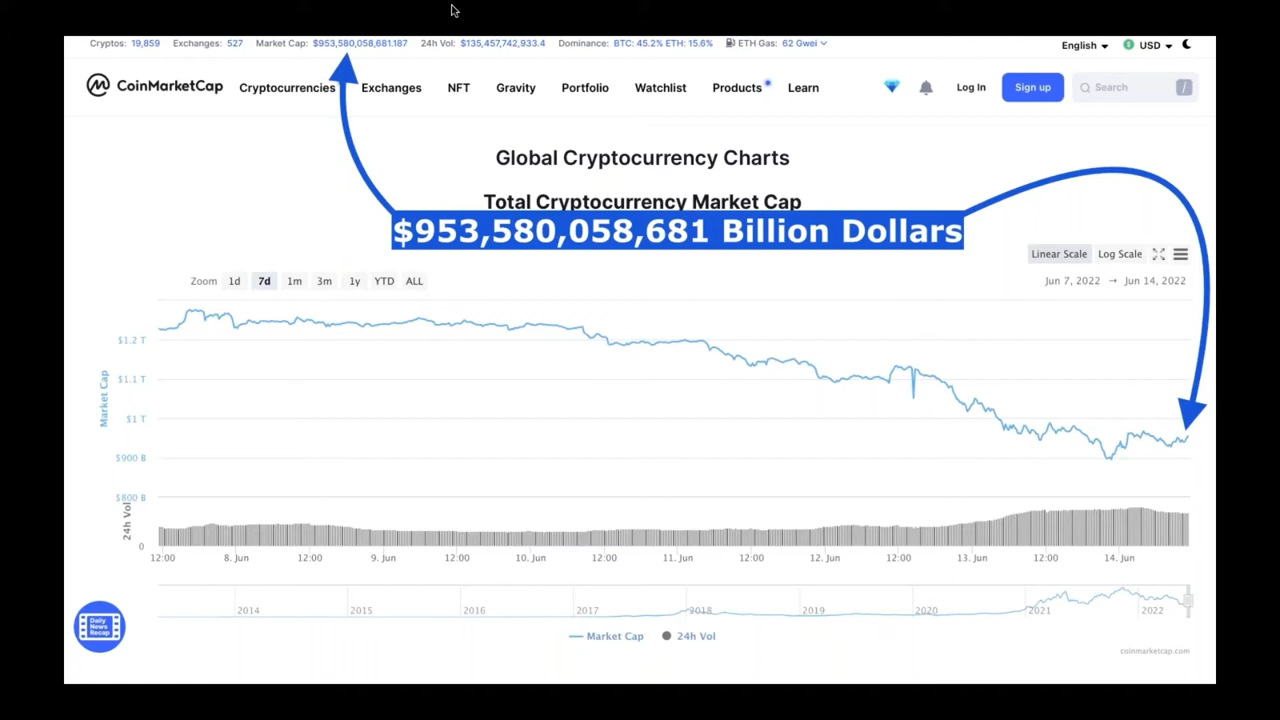 Cryptos: 19,859 Exchanges: 527 Market Cap: $953,580,058,681.187 24h Vol: $135,457,742,933.4 Dominance: BTC: 45.2% ETH: 15.6% ETH Gas: 62 Gwei English USD
CoinMarketCap Cryptocurrencies Exchanges NFT Gravity Portfolio Watchlist Products Learn Log In Sign up Search /
Global Cryptocurrency Charts
Total Cryptocurrency Market Cap
$953,580,058,681 Billion Dollars
Linear Scale Log Scale
Zoom 1d 7d 1m 3m 1y YTD ALL Jun 7, 2022 → Jun 14, 2022
$1.2 T
$1.1 T
$1 T
$900 B
$800 B
Market Cap
24h Vol
0
12:00 8. Jun 12:00 9. Jun 12:00 10. Jun 12:00 11. Jun 12:00 12. Jun 12:00 13. Jun 12:00 14. Jun
2014 2015 2016 2017 2018 2019 2020 2021 2022
Daily
News
Recap
Market Cap 24h Vol
coinmarketcap.com